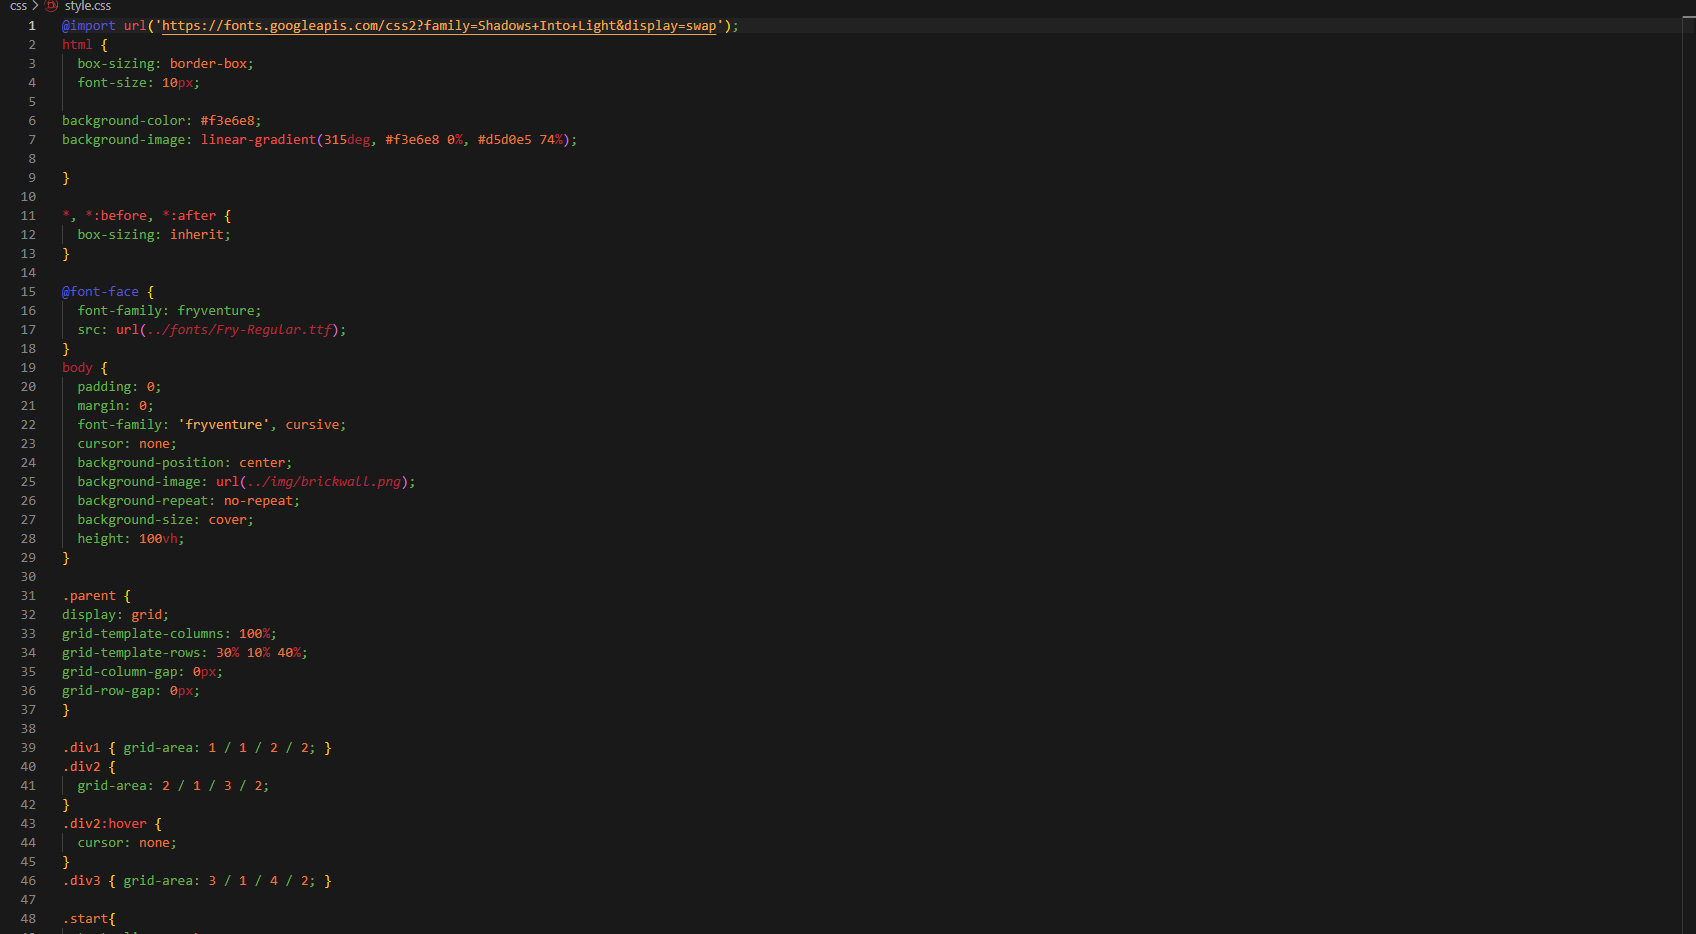 css > style.css
1 @import url('https://fonts.googleapis.com/css2?family=Shadows+Into+Light&display=swap');
2 html {
3 box-sizing: border-box;
4 font-size: 10px;
5
6 background-color: #f3e6e8;
7 background-image: linear-gradient(315deg, #f3e6e8 0%, #d5d0e5 74%);
8
9 }
10
11 *, *:before, *:after {
12 box-sizing: inherit;
13 }
14
15 @font-face {
16 font-family: fryventure;
17 src: url(../fonts/Fry-Regular.ttf);
18 }
19 body {
20 padding: 0;
21 margin: 0;
22 font-family: 'fryventure', cursive;
23 cursor: none;
24 background-position: center;
25 background-image: url(../img/brickwall.png);
26 background-repeat: no-repeat;
27 background-size: cover;
28 height: 100vh;
29 }
30
31 .parent {
32 display: grid;
33 grid-template-columns: 100%;
34 grid-template-rows: 30% 10% 40%;
35 grid-column-gap: 0px;
36 grid-row-gap: 0px;
37 }
38
39 .div1 { grid-area: 1 / 1 / 2 / 2; }
40 .div2 {
41 grid-area: 2 / 1 / 3 / 2;
42 }
43 .div2:hover {
44 cursor: none;
45 }
46 .div3 { grid-area: 3 / 1 / 4 / 2; }
47
48 .start{